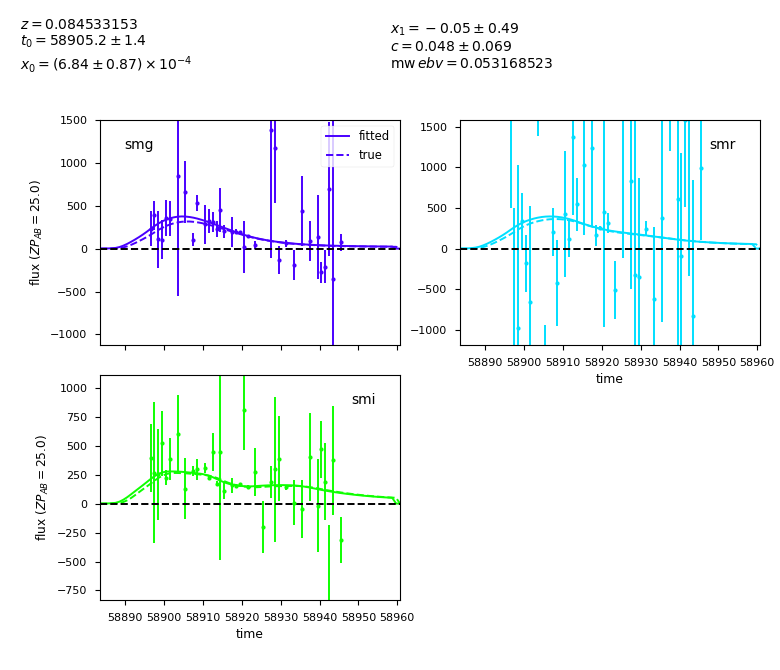 z = 0.084533153
t₀ = 58905.2 ± 1.4
x₀ = (6.84 ± 0.87) × 10⁻⁴
x₁ = −0.05 ± 0.49
c = 0.048 ± 0.069
mw ebv = 0.053168523
smg
fitted
true
1500
1000
500
0
−500
−1000
flux (ZP_AB = 25.0)
smr
1500
1000
500
0
−500
−1000
58890 58900 58910 58920 58930 58940 58950 58960
time
smi
1000
750
500
250
0
−250
−500
−750
flux (ZP_AB = 25.0)
58890 58900 58910 58920 58930 58940 58950 58960
time